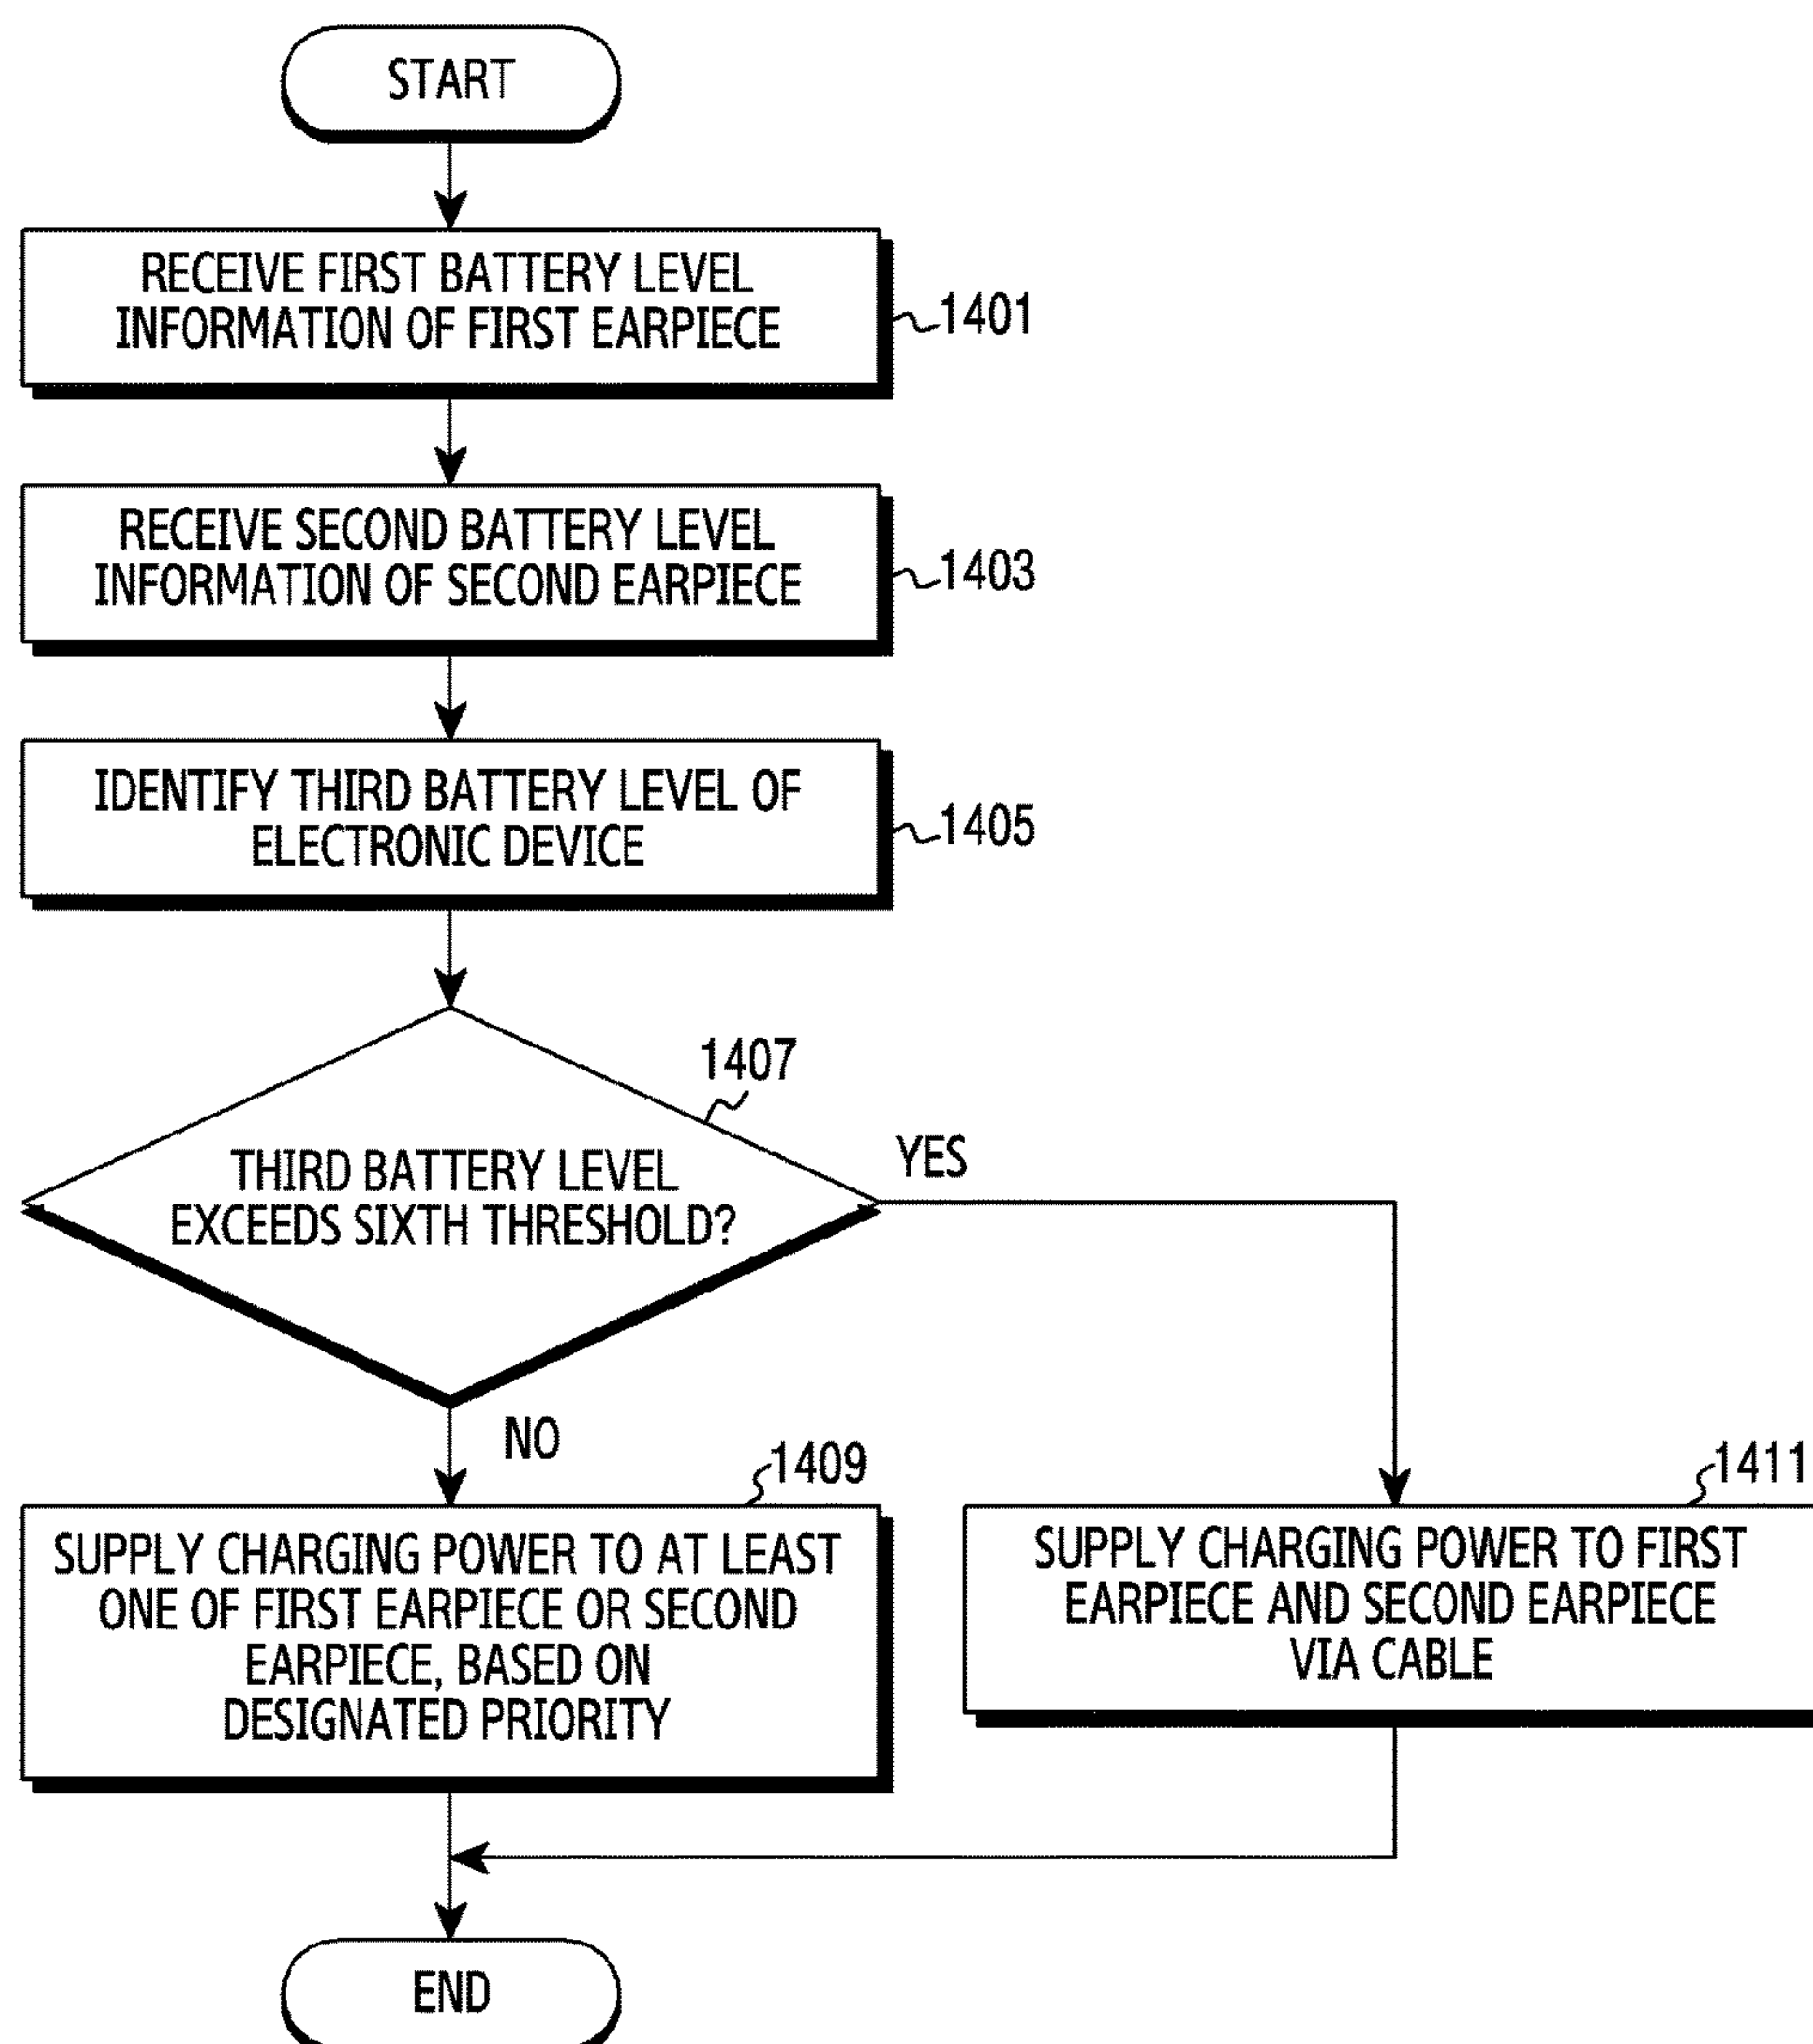 START
RECEIVE FIRST BATTERY LEVEL
INFORMATION OF FIRST EARPIECE
1401
RECEIVE SECOND BATTERY LEVEL
INFORMATION OF SECOND EARPIECE
1403
IDENTIFY THIRD BATTERY LEVEL OF
ELECTRONIC DEVICE
1405
1407
THIRD BATTERY LEVEL
EXCEEDS SIXTH THRESHOLD?
YES
NO
1409
SUPPLY CHARGING POWER TO AT LEAST
ONE OF FIRST EARPIECE OR SECOND
EARPIECE, BASED ON
DESIGNATED PRIORITY
1411
SUPPLY CHARGING POWER TO FIRST
EARPIECE AND SECOND EARPIECE
VIA CABLE
END